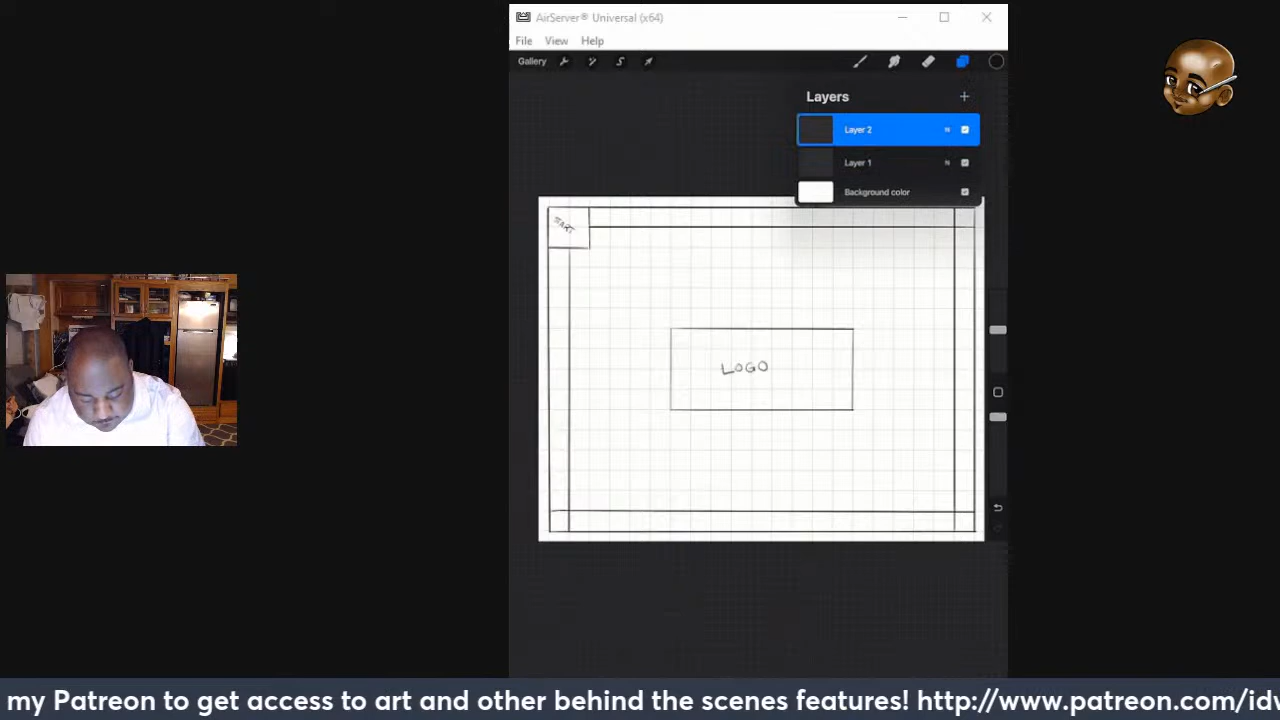 AirServer® Universal (x64)
File View Help
Gallery
Layers
Layer 2 N
Layer 1 N
Background color
START
LOGO
my Patreon to get access to art and other behind the scenes features! http://www.patreon.com/idv